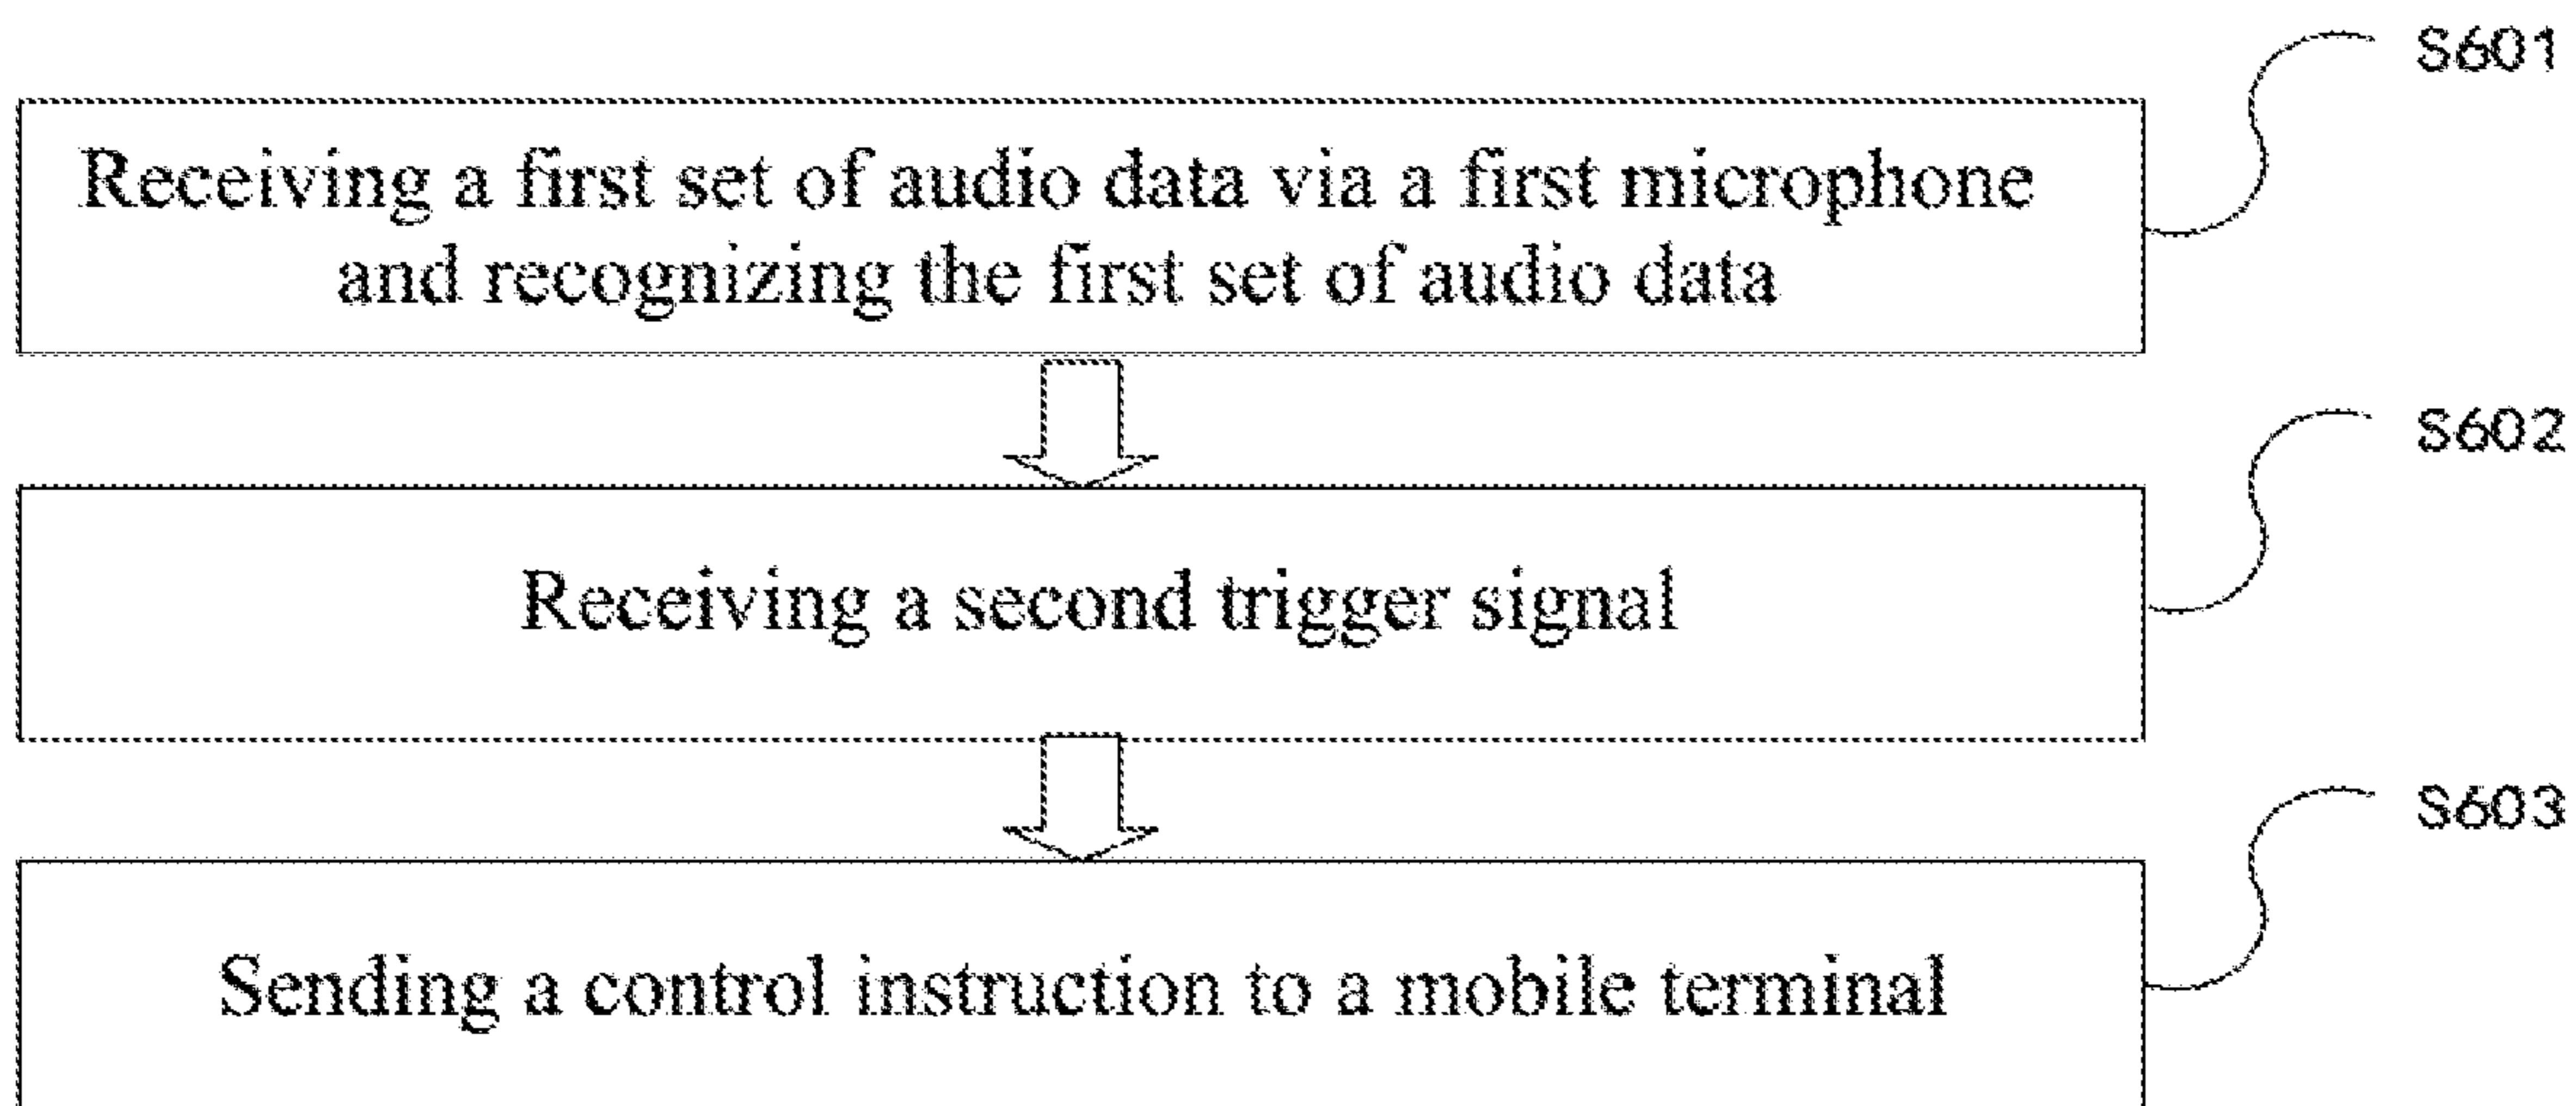 S601
Receiving a first set of audio data via a first microphone
and recognizing the first set of audio data
S602
Receiving a second trigger signal
S603
Sending a control instruction to a mobile terminal